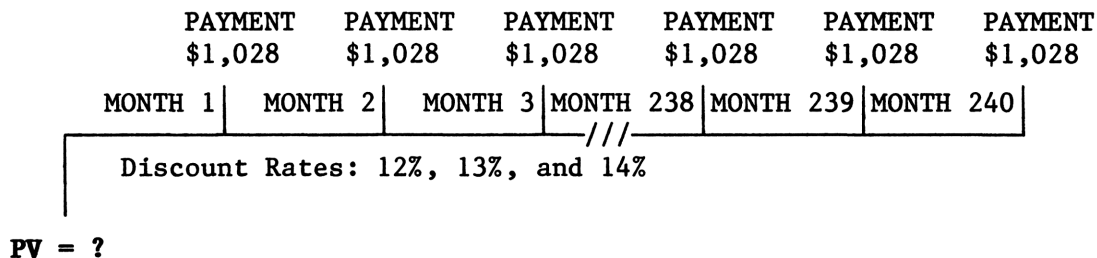 PAYMENT PAYMENT PAYMENT PAYMENT PAYMENT PAYMENT
$1,028 $1,028 $1,028 $1,028 $1,028 $1,028
MONTH 1 MONTH 2 MONTH 3 MONTH 238 MONTH 239 MONTH 240
///
Discount Rates: 12%, 13%, and 14%
PV = ?